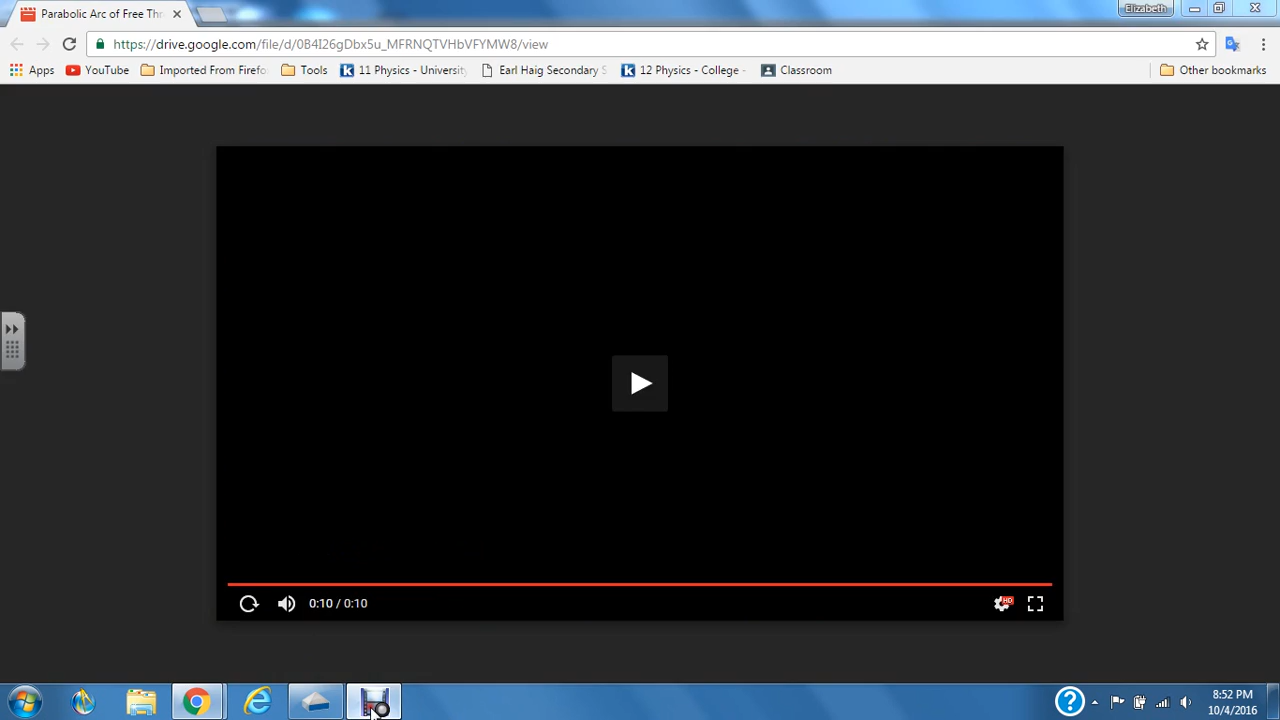 Parabolic Arc of Free Thr
Elizabeth
https://drive.google.com/file/d/0B4I26gDbx5u_MFRNQTVHbVFYMW8/view
Apps YouTube Imported From Firefo Tools 11 Physics - Universit Earl Haig Secondary S 12 Physics - College - Classroom Other bookmarks
0:10 / 0:10 HD
8:52 PM
10/4/2016